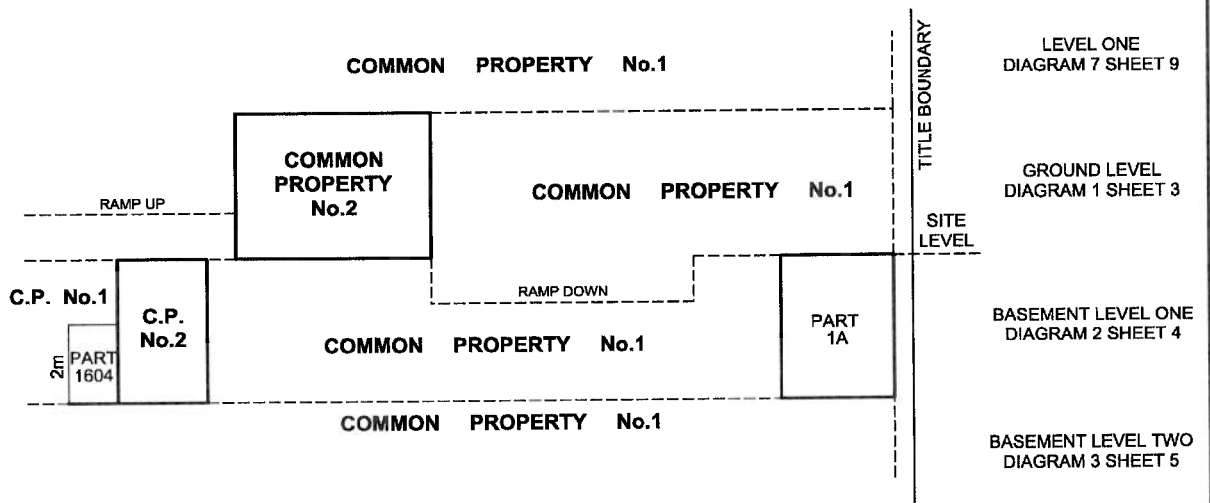 COMMON PROPERTY No.1
LEVEL ONE
DIAGRAM 7 SHEET 9
TITLE BOUNDARY
COMMON
PROPERTY
No.2
COMMON PROPERTY No.1
GROUND LEVEL
DIAGRAM 1 SHEET 3
RAMP UP
SITE
LEVEL
C.P. No.1
C.P.
No.2
RAMP DOWN
COMMON PROPERTY No.1
PART
1A
BASEMENT LEVEL ONE
DIAGRAM 2 SHEET 4
2m
PART
1604
COMMON PROPERTY No.1
BASEMENT LEVEL TWO
DIAGRAM 3 SHEET 5